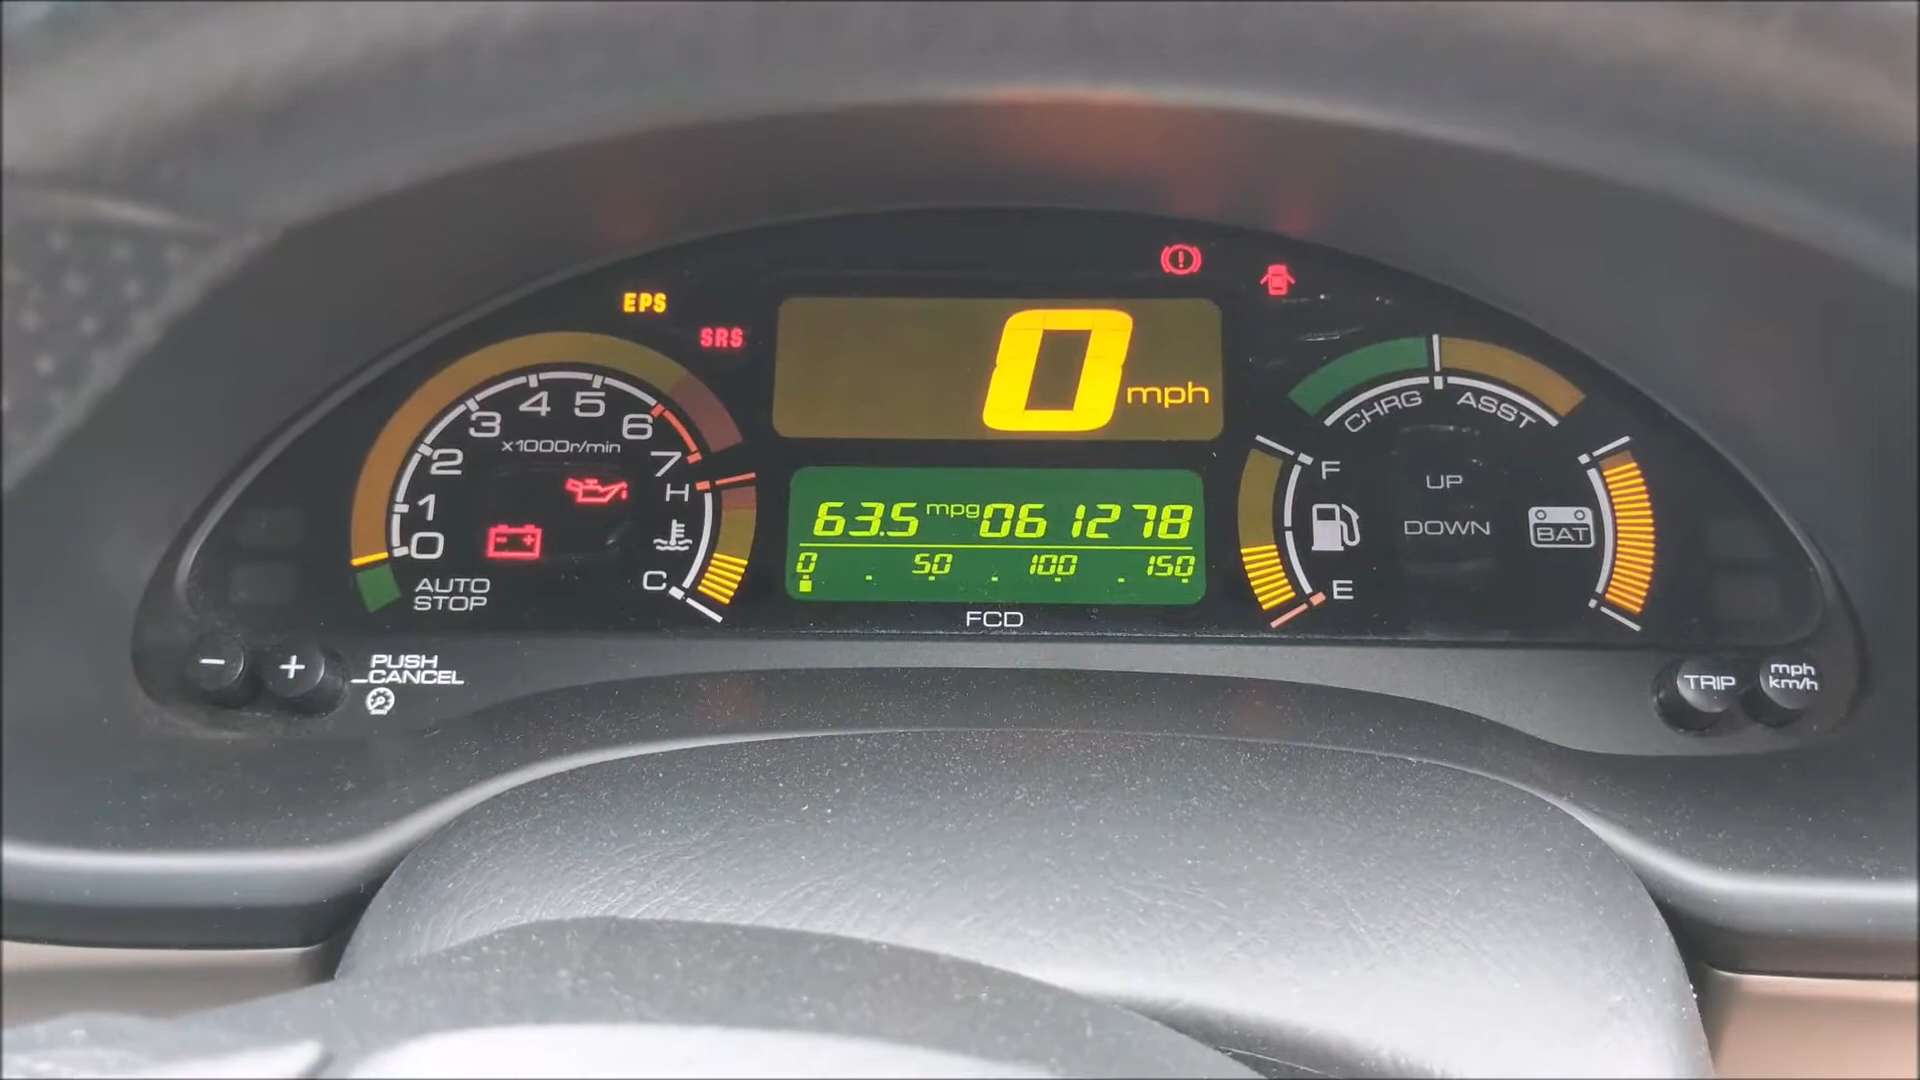 EPS
SRS
0 mph
CHRG ASST
0 1 2 3 4 5 6 7
x1000r/min
H
C
AUTO
STOP
63.5 mpg 061278
0 . 50 . 100 . 150
FCD
F
E
UP
DOWN
BAT
− +
PUSH
CANCEL
TRIP
mph
km/h